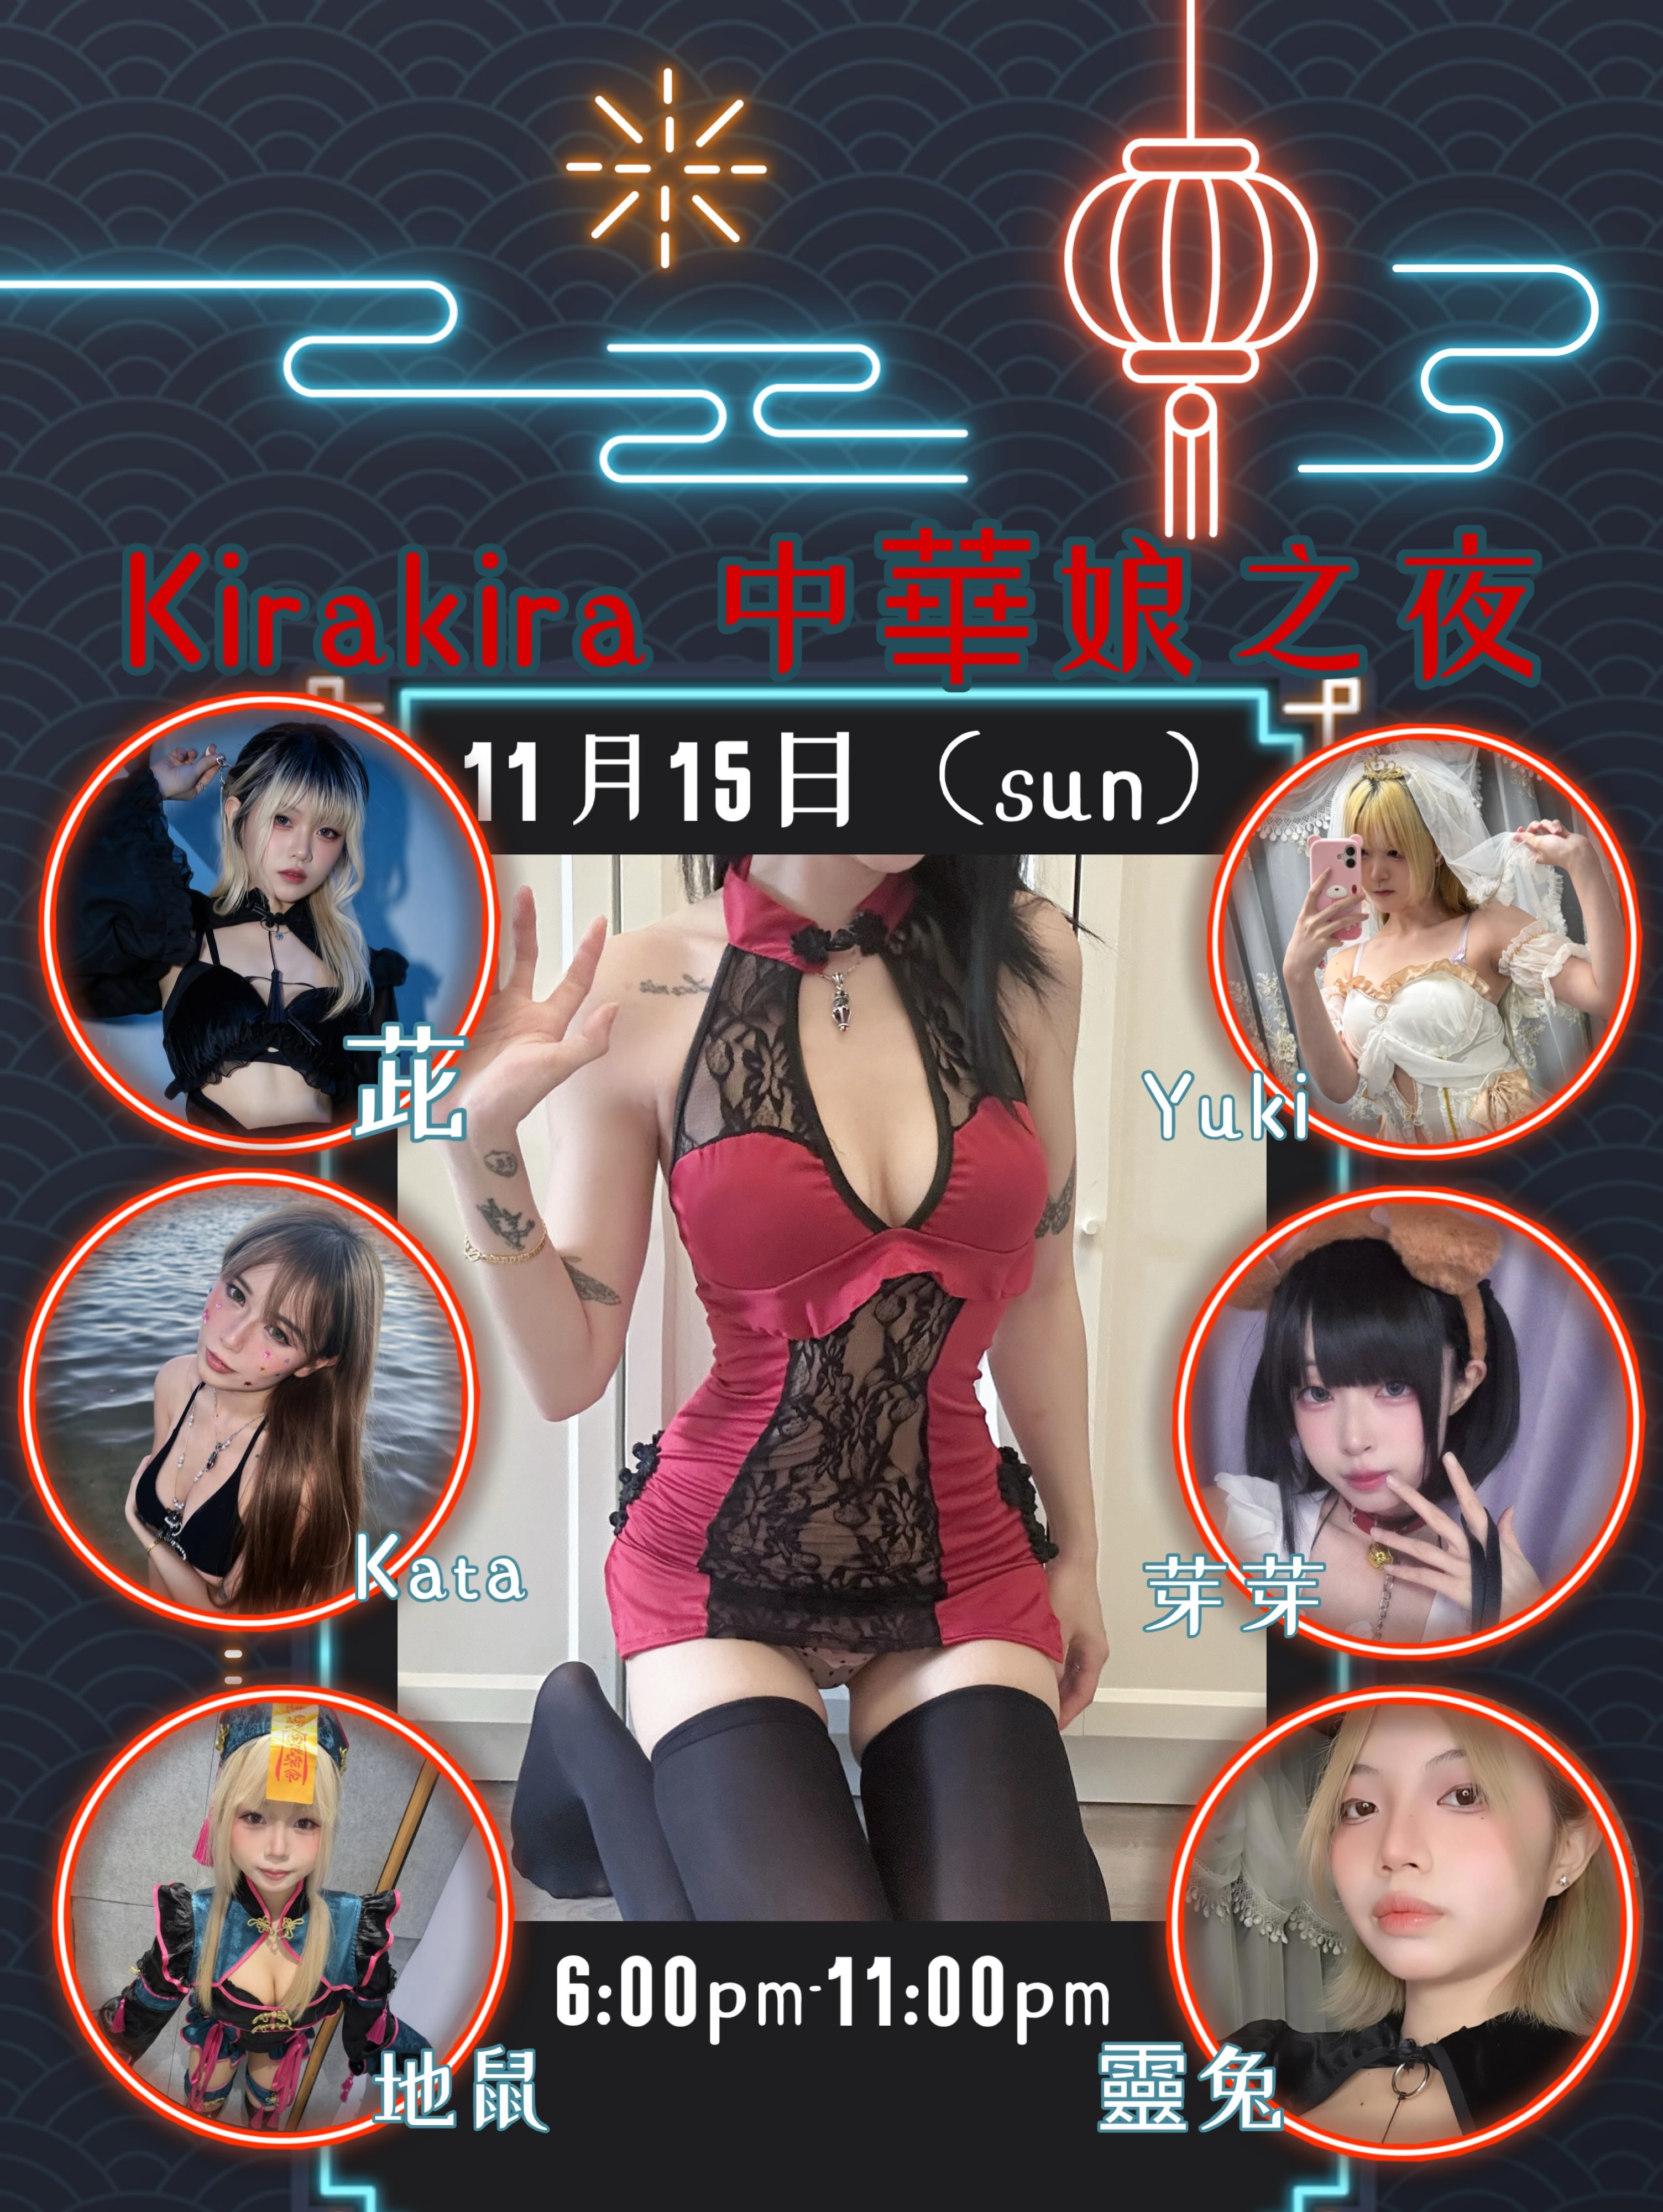 Kirakira 中華娘之夜
11月15日（sun）
茈
Yuki
Kata
芽芽
6:00pm-11:00pm
地鼠
靈兔